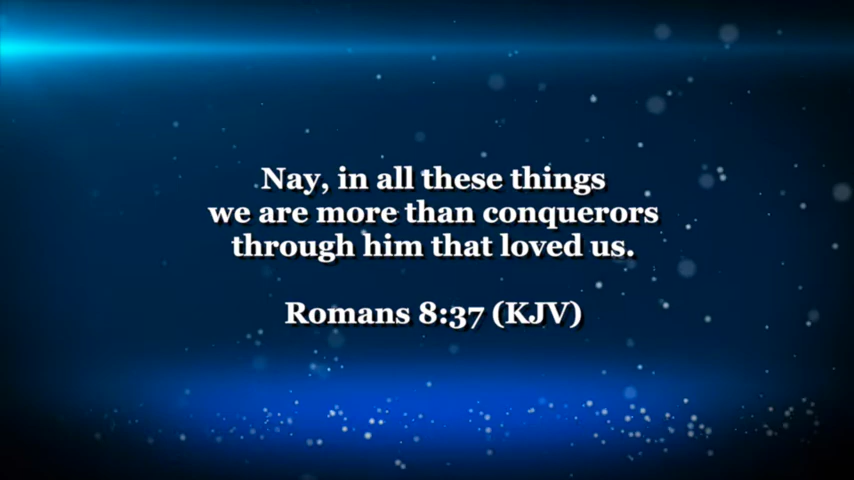 Nay, in all these things
we are more than conquerors
through him that loved us.
Romans 8:37 (KJV)